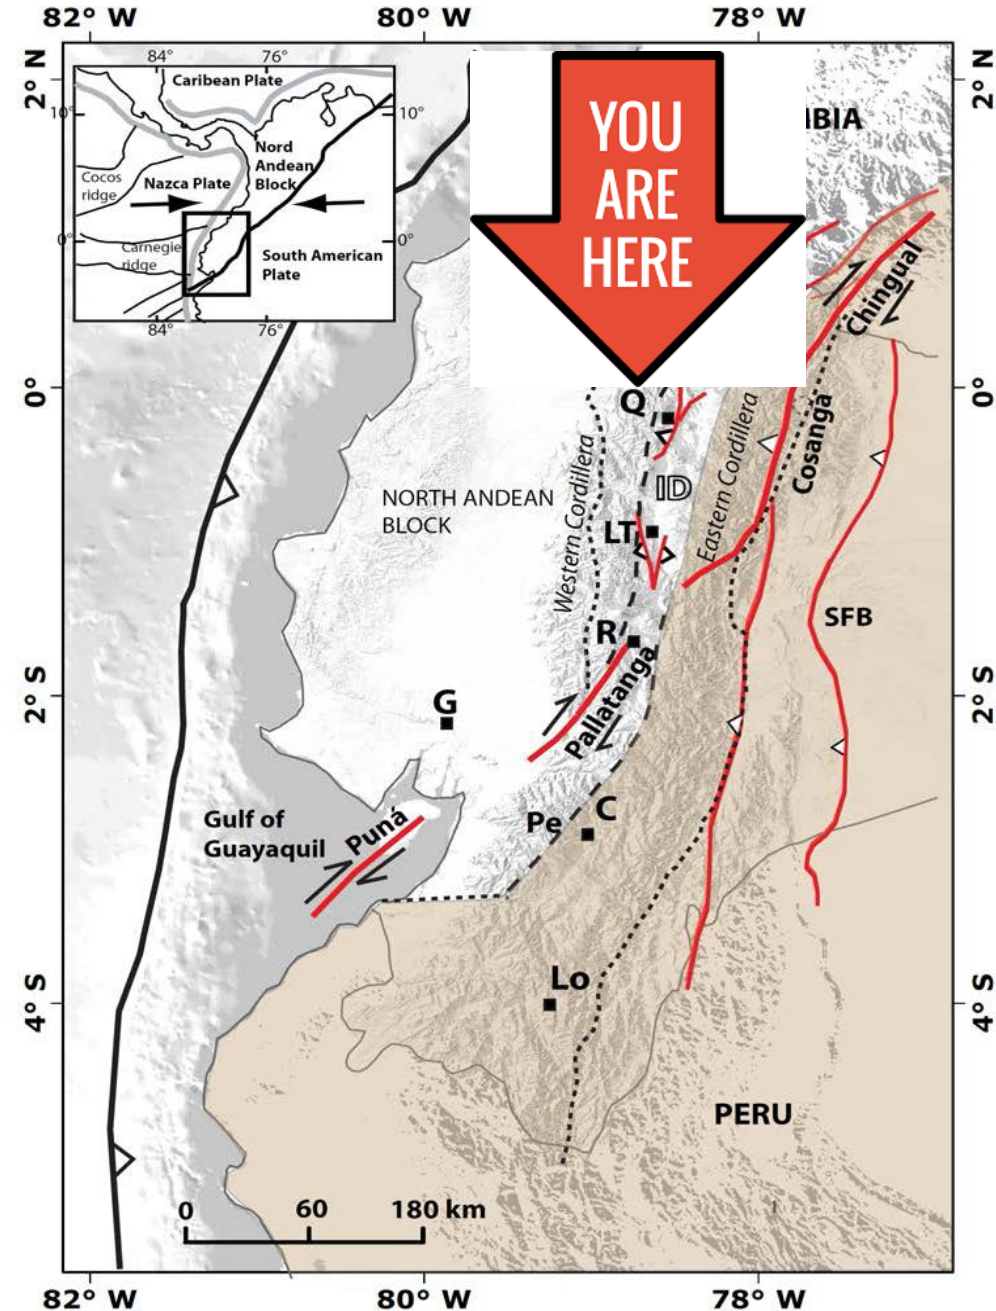 82° W 80° W 78° W
2° N
0°
2° S
4° S
84° 76°
Caribean Plate
10° 10°
Nord
Andean
Block
Cocos
ridge
Nazca Plate
0° 0°
Carnegie
ridge
South American
Plate
84° 76°
YOU
ARE
HERE
BIA
Chingual
2° N
0°
2° S
4° S
Q
Western Cordillera
Eastern Cordillera
Cosanga
ID
NORTH ANDEAN
BLOCK
LT
SFB
R
Pallatanga
G
Gulf of
Guayaquil
Puná
Pe
C
Lo
PERU
0 60 180 km
82° W 80° W 78° W